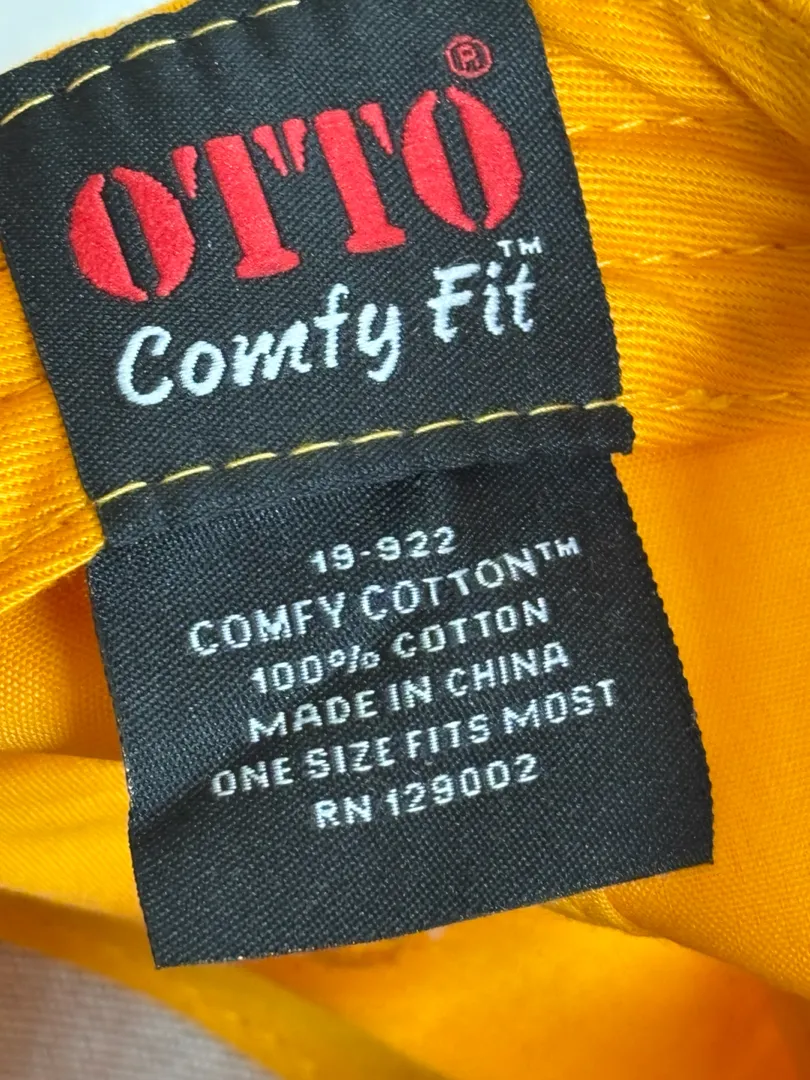 OTTO®
Comfy Fit™
19-922
COMFY COTTON™
100% COTTON
MADE IN CHINA
ONE SIZE FITS MOST
RN 129002